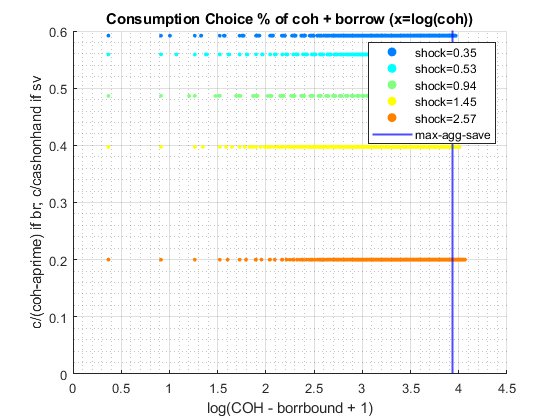 Consumption Choice % of coh + borrow (x=log(coh))
c/(coh-aprime) if br, c/cashonhand if sv
0.6
0.5
0.4
0.3
0.2
0.1
0
shock=0.35
shock=0.53
shock=0.94
shock=1.45
shock=2.57
max-agg-save
0 0.5 1 1.5 2 2.5 3 3.5 4 4.5
log(COH - borrbound + 1)